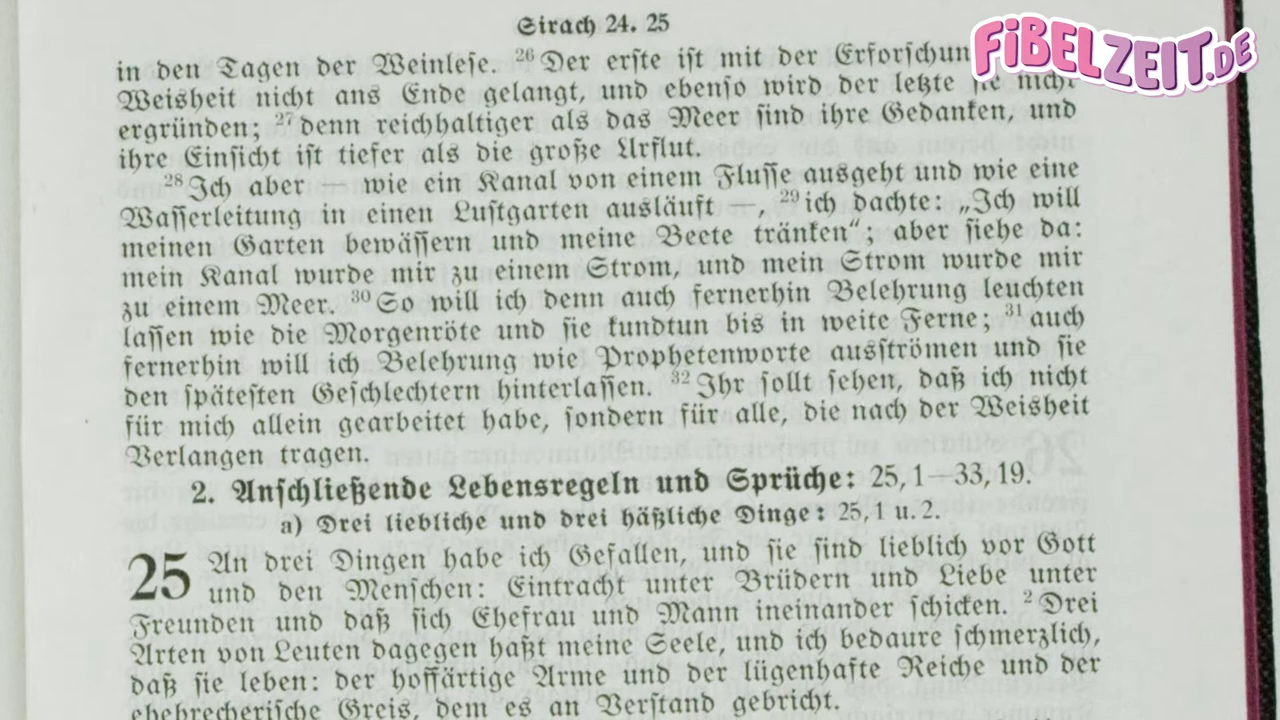 Sirach 24. 25
FiBELZEiT.DE
in den Tagen der Weinlese. 26 Der erste ist mit der
Weisheit nicht ans Ende gelangt, und ebenso wird der letzte sie nicht
ergründen; 27 denn reichhaltiger als das Meer sind ihre Gedanken, und
ihre Einsicht ist tiefer als die große Urflut.
28 Ich aber — wie ein Kanal von einem Flusse ausgeht und wie eine
Wasserleitung in einen Lustgarten ausläuft —, 29 ich dachte: „Ich will
meinen Garten bewässern und meine Beete tränken“; aber siehe da:
mein Kanal wurde mir zu einem Strom, und mein Strom wurde mir
zu einem Meer. 30 So will ich denn auch fernerhin Belehrung leuchten
lassen wie die Morgenröte und sie kundtun bis in weite Ferne; 31 auch
fernerhin will ich Belehrung wie Prophetenworte ausströmen und sie
den spätesten Geschlechtern hinterlassen. 32 Ihr sollt sehen, daß ich nicht
für mich allein gearbeitet habe, sondern für alle, die nach der Weisheit
Verlangen tragen.
2. Anschließende Lebensregeln und Sprüche: 25, 1—33, 19.
a) Drei liebliche und drei häßliche Dinge: 25, 1 u. 2.
25 An drei Dingen habe ich Gefallen, und sie sind lieblich vor Gott
und den Menschen: Eintracht unter Brüdern und Liebe unter
Freunden und daß sich Ehefrau und Mann ineinander schicken. 2 Drei
Arten von Leuten dagegen haßt meine Seele, und ich bedaure schmerzlich,
daß sie leben: der hoffärtige Arme und der lügenhafte Reiche und der
ehebrecherische Greis, dem es an Verstand gebricht.